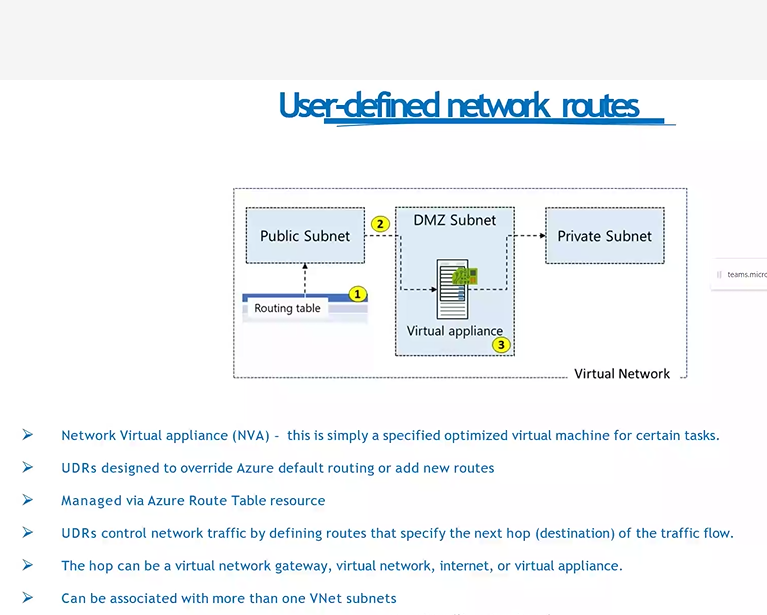 User-defined network routes
Public Subnet
2
DMZ Subnet
Private Subnet
1
Routing table
Virtual appliance
3
Virtual Network
teams.micro
Network Virtual appliance (NVA) - this is simply a specified optimized virtual machine for certain tasks.
UDRs designed to override Azure default routing or add new routes
Managed via Azure Route Table resource
UDRs control network traffic by defining routes that specify the next hop (destination) of the traffic flow.
The hop can be a virtual network gateway, virtual network, internet, or virtual appliance.
Can be associated with more than one VNet subnets